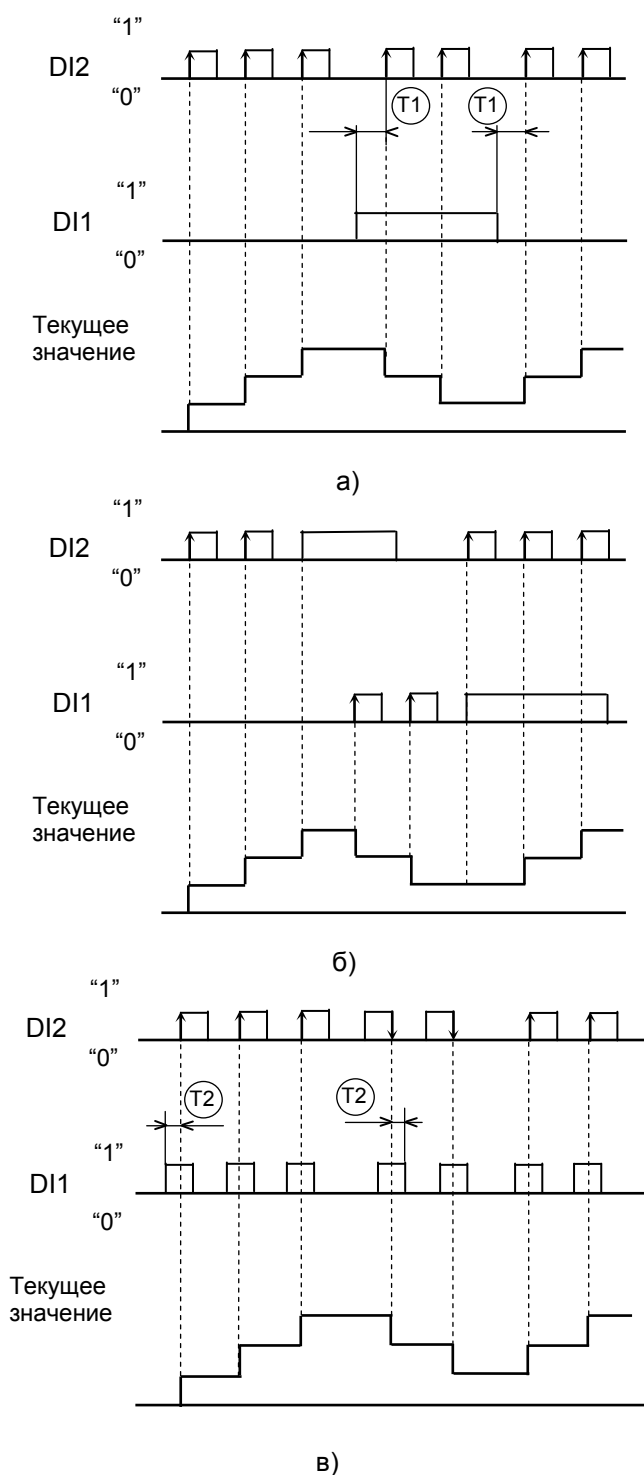 “1”
DI2
“0”
T1 T1
“1”
DI1
“0”
Текущее
значение
а)
“1”
DI2
“0”
“1”
DI1
“0”
Текущее
значение
б)
“1”
DI2
“0”
T2 T2
“1”
DI1
“0”
Текущее
значение
в)